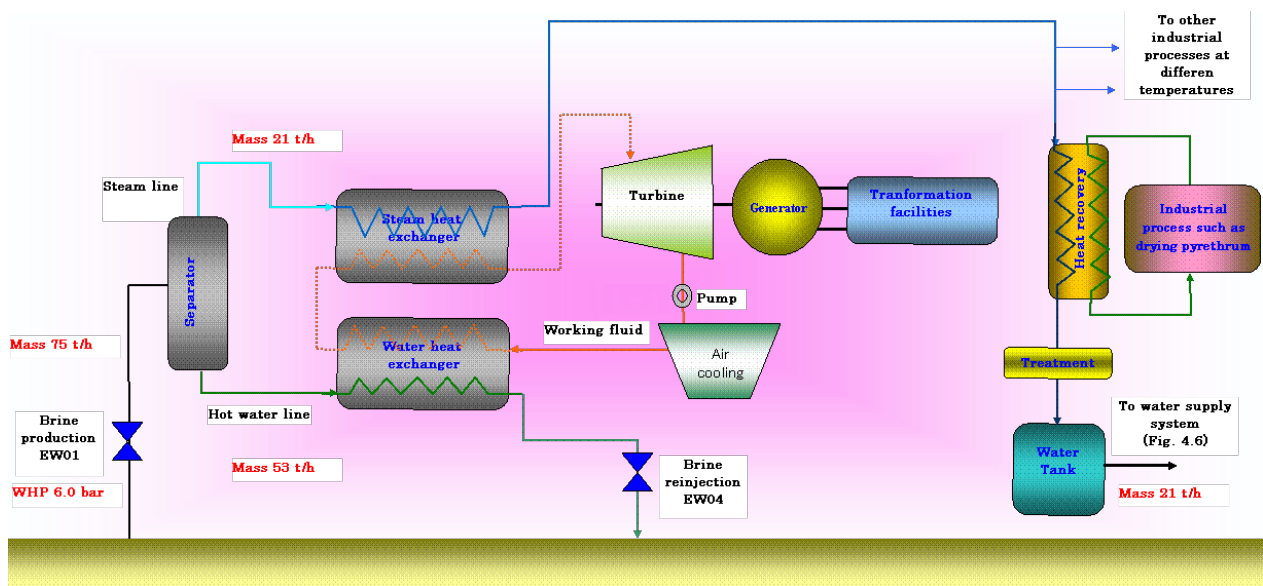 To other
industrial
processes at
differen
temperatures
Mass 21 t/h
Steam line
Steam heat
exchanger
Turbine
Generator
Tranformation
facilities
Heat recovery
Industrial
process such as
drying pyrethrum
Separator
Pump
Mass 75 t/h
Working fluid
Water heat
exchanger
Air
cooling
Treatment
Hot water line
Brine
production
EW01
To water supply
system
(Fig. 4.6)
Water
Tank
Mass 53 t/h
Brine
reinjection
EW04
WHP 6.0 bar
Mass 21 t/h